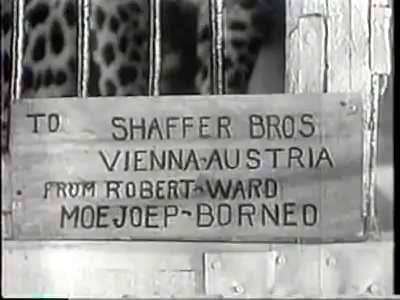 TO SHAFFER BROS
VIENNA-AUSTRIA
FROM ROBERT-WARD
MOEJOEP-BORNEO